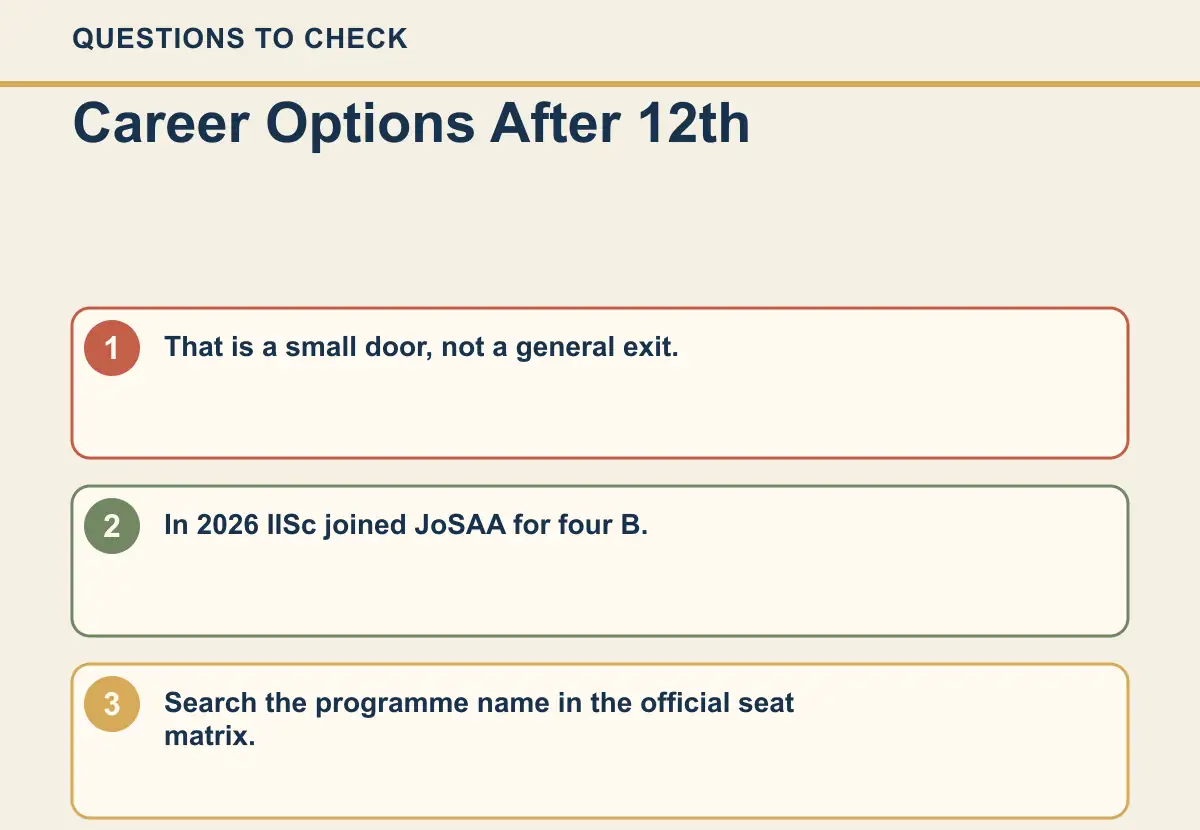 QUESTIONS TO CHECK
Career Options After 12th
1
That is a small door, not a general exit.
2
In 2026 IISc joined JoSAA for four B.
3
Search the programme name in the official seat
matrix.